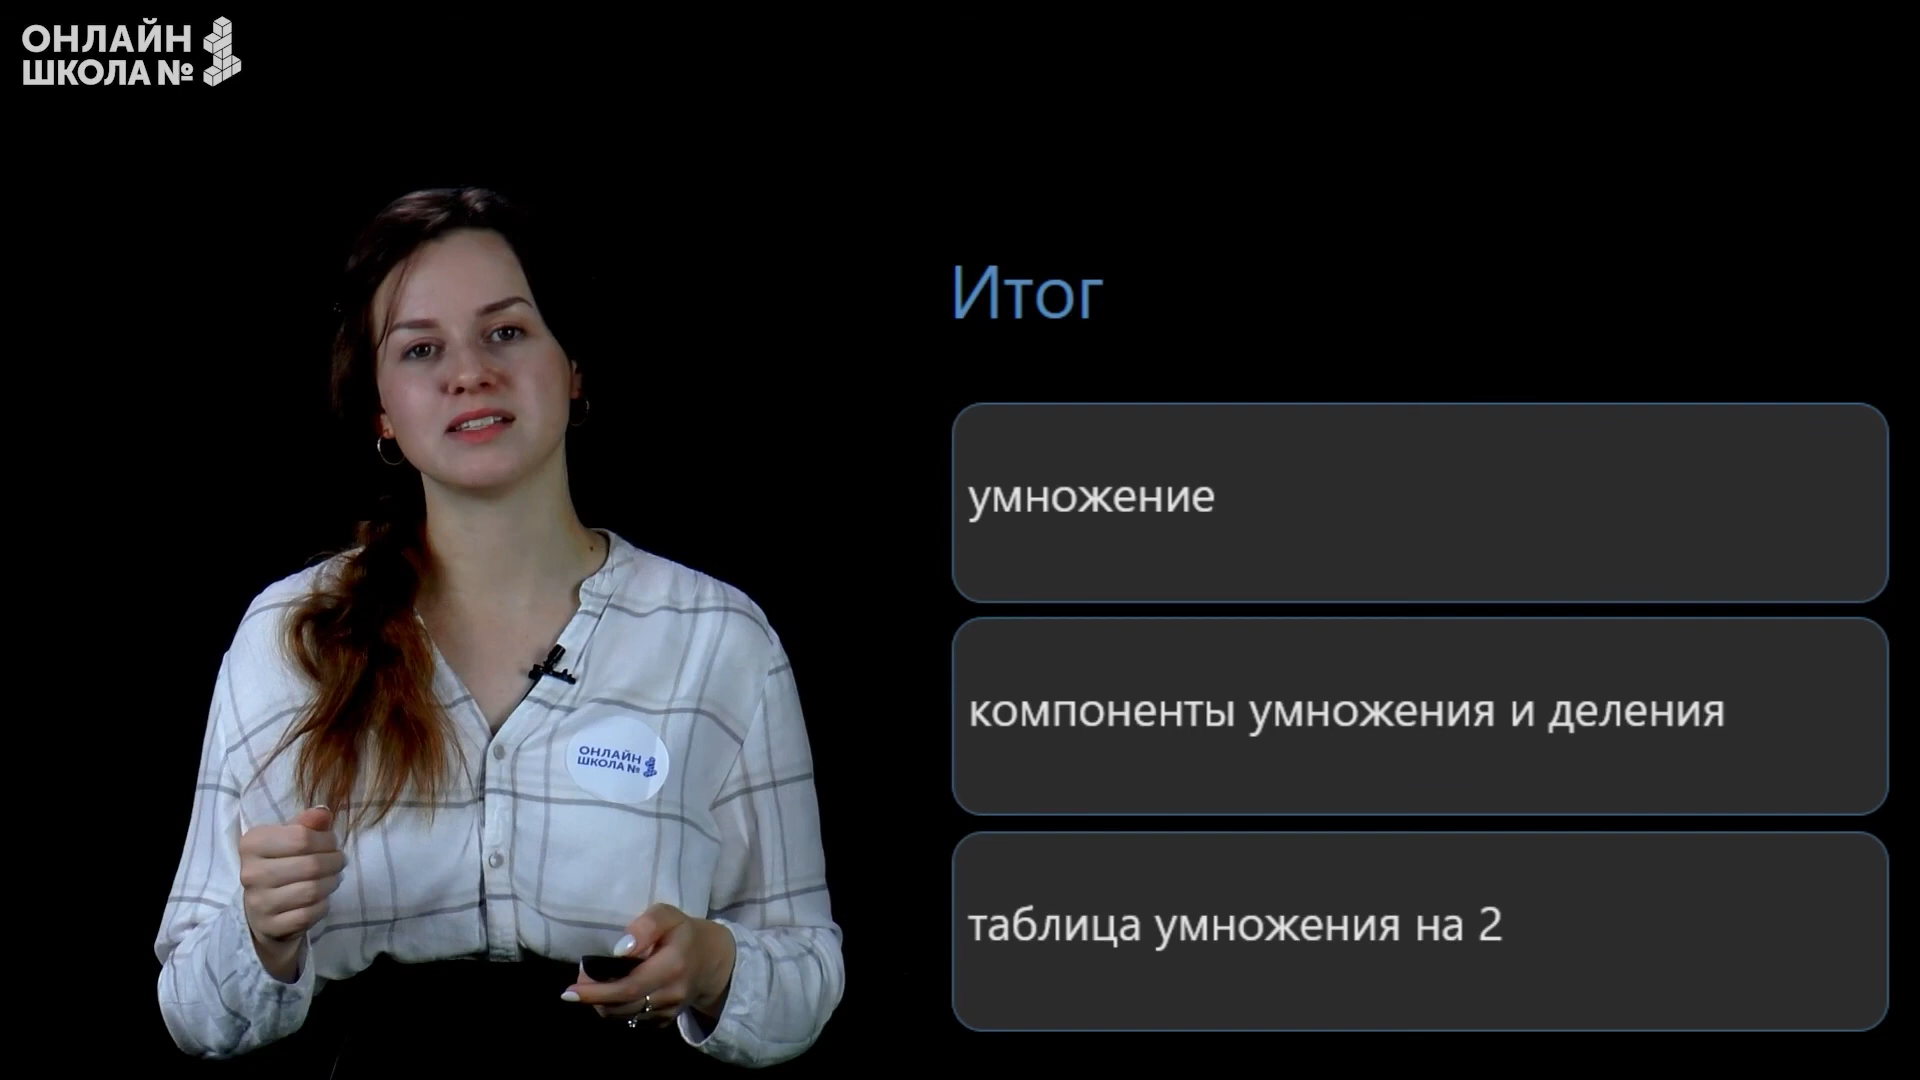 ОНЛАЙН
ШКОЛА №
Итог
умножение
компоненты умножения и деления
таблица умножения на 2
ОНЛАЙН
ШКОЛА №